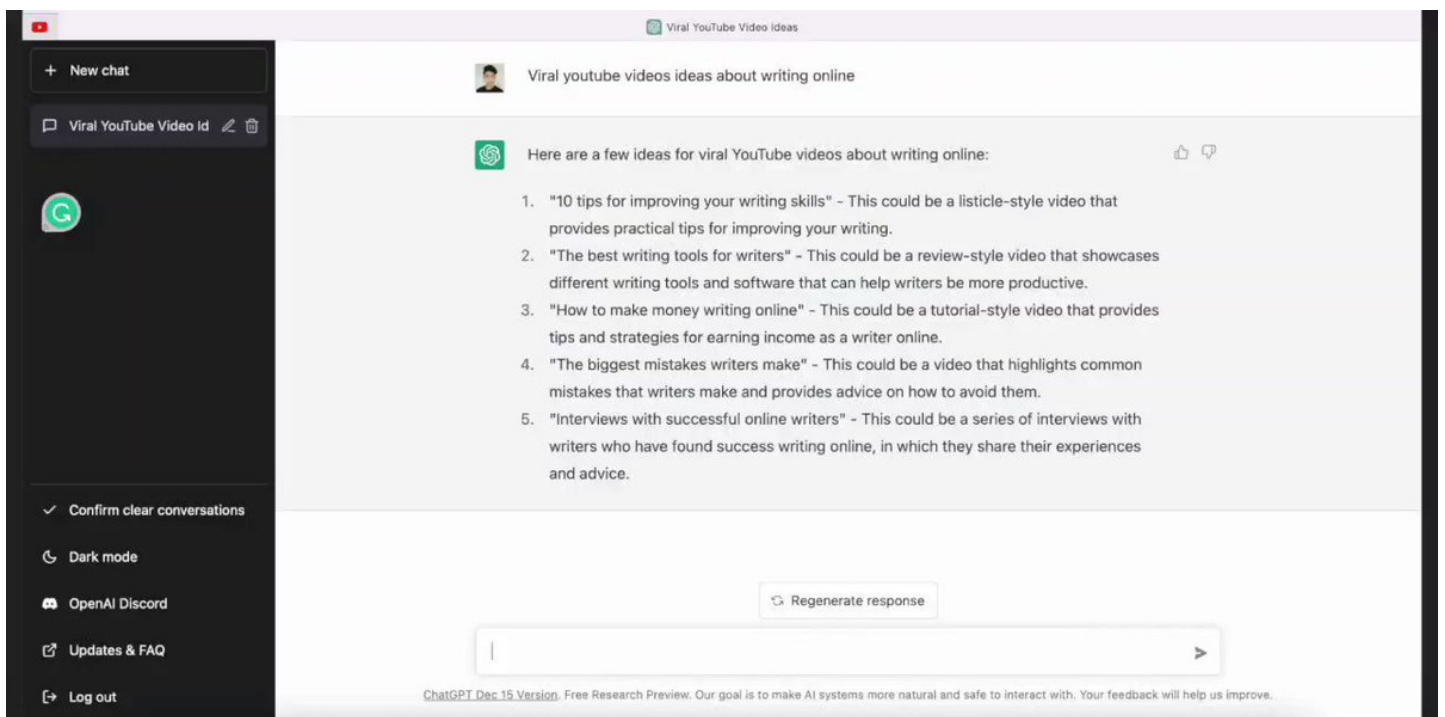 Viral YouTube Video Ideas
+ New chat
Viral YouTube Video Id
Confirm clear conversations
Dark mode
OpenAI Discord
Updates & FAQ
Log out
Viral youtube videos ideas about writing online
Here are a few ideas for viral YouTube videos about writing online:
1. "10 tips for improving your writing skills" - This could be a listicle-style video that
provides practical tips for improving your writing.
2. "The best writing tools for writers" - This could be a review-style video that showcases
different writing tools and software that can help writers be more productive.
3. "How to make money writing online" - This could be a tutorial-style video that provides
tips and strategies for earning income as a writer online.
4. "The biggest mistakes writers make" - This could be a video that highlights common
mistakes that writers make and provides advice on how to avoid them.
5. "Interviews with successful online writers" - This could be a series of interviews with
writers who have found success writing online, in which they share their experiences
and advice.
Regenerate response
ChatGPT Dec 15 Version. Free Research Preview. Our goal is to make AI systems more natural and safe to interact with. Your feedback will help us improve.